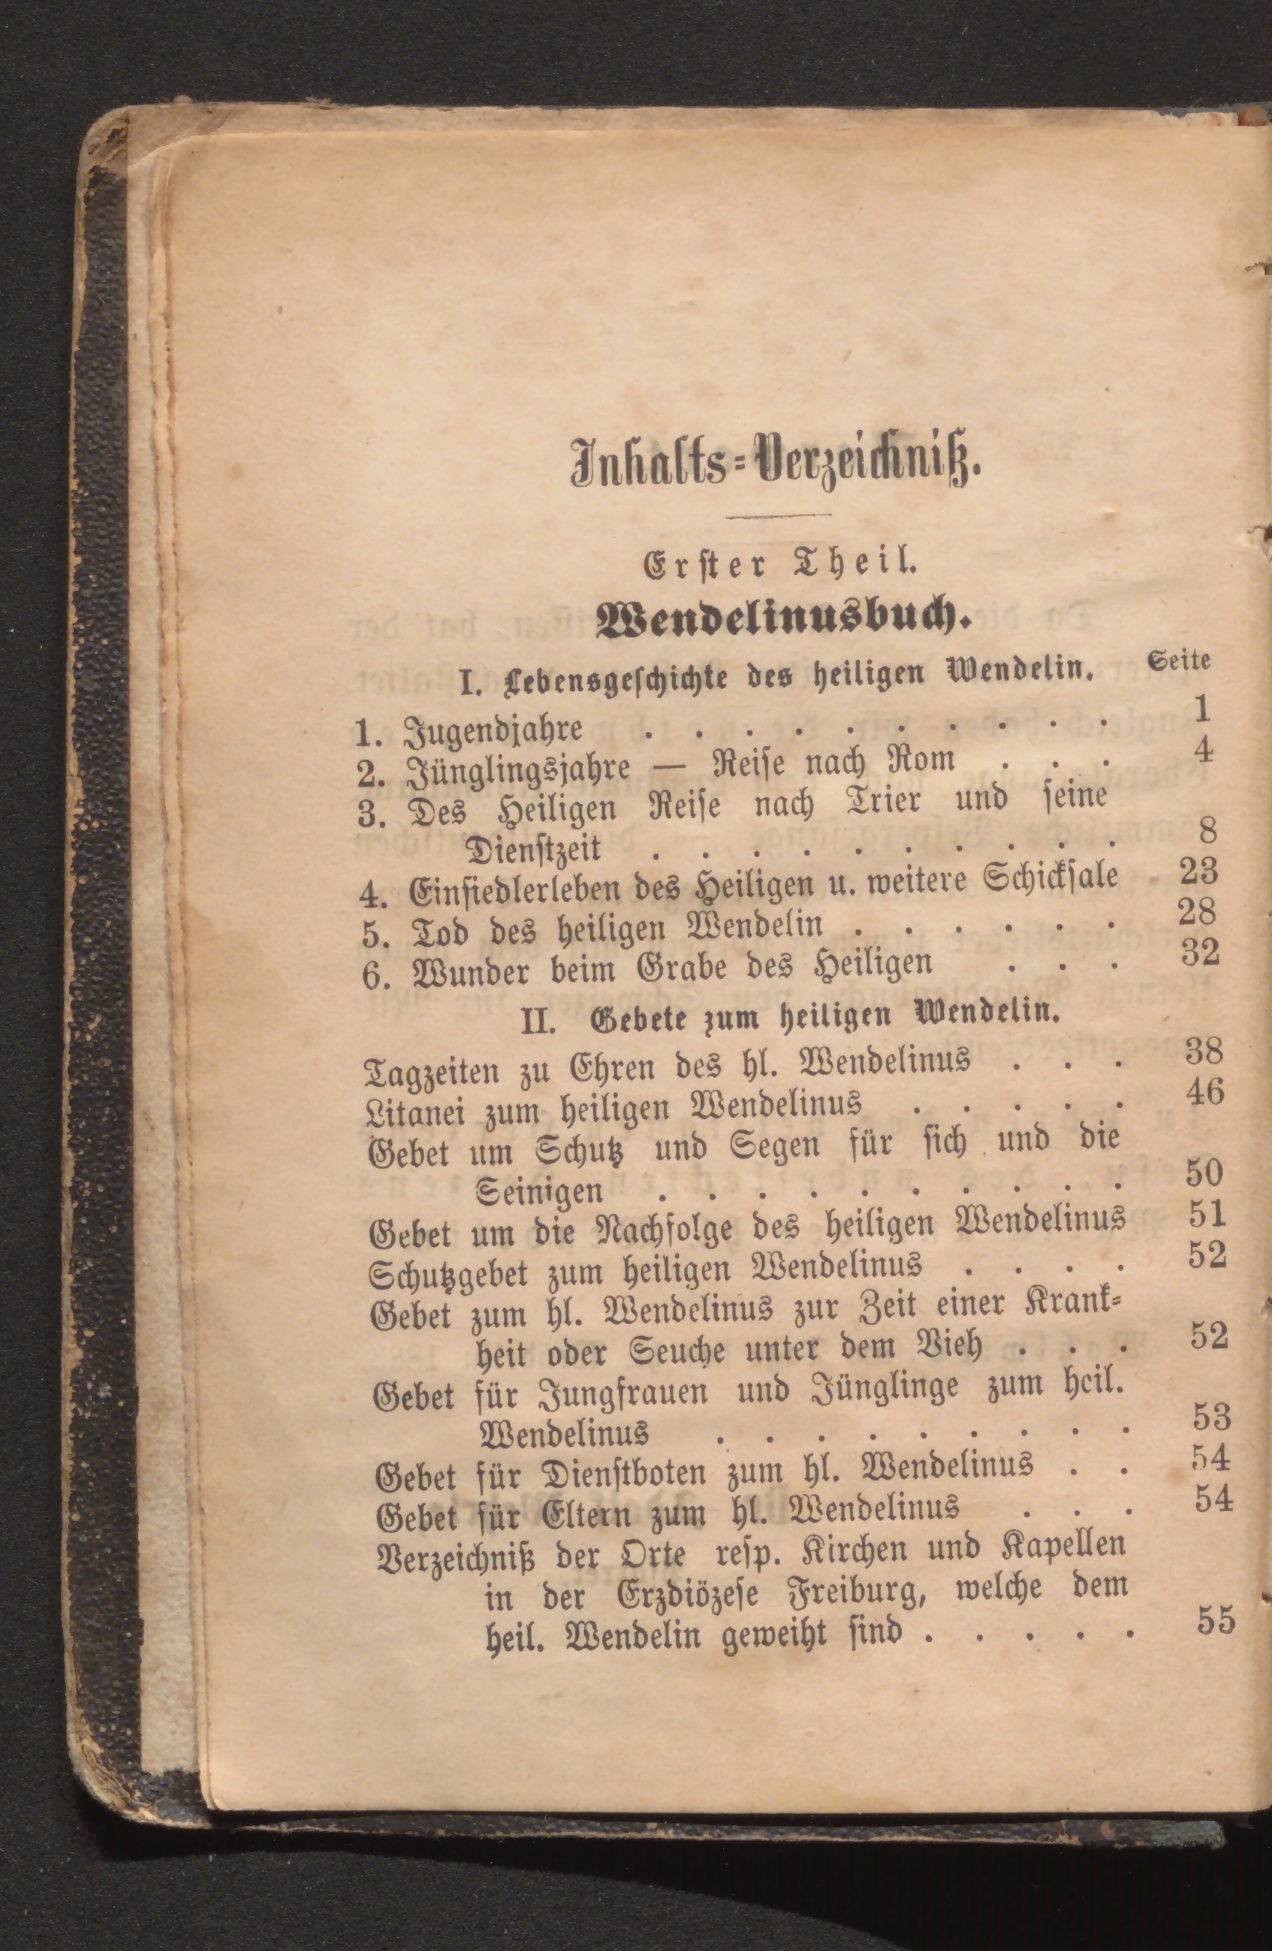 Inhalts-Verzeichniß.
Erster Theil.
Wendelinusbuch.
I. Lebensgeschichte des heiligen Wendelin. Seite
1. Jugendjahre . . . . . . . . . . 1
2. Jünglingsjahre — Reise nach Rom . . . 4
3. Des Heiligen Reise nach Trier und seine
Dienstzeit . . . . . . . . . . 8
4. Einsiedlerleben des Heiligen u. weitere Schicksale 23
5. Tod des heiligen Wendelin . . . . . . 28
6. Wunder beim Grabe des Heiligen . . . 32
II. Gebete zum heiligen Wendelin.
Tagzeiten zu Ehren des hl. Wendelinus . . . 38
Litanei zum heiligen Wendelinus . . . . . 46
Gebet um Schutz und Segen für sich und die
Seinigen . . . . . . . . . . 50
Gebet um die Nachfolge des heiligen Wendelinus 51
Schutzgebet zum heiligen Wendelinus . . . . 52
Gebet zum hl. Wendelinus zur Zeit einer Krank-
heit oder Seuche unter dem Vieh . . . 52
Gebet für Jungfrauen und Jünglinge zum heil.
Wendelinus . . . . . . . . . 53
Gebet für Dienstboten zum hl. Wendelinus . . 54
Gebet für Eltern zum hl. Wendelinus . . . 54
Verzeichniß der Orte resp. Kirchen und Kapellen
in der Erzdiözese Freiburg, welche dem
heil. Wendelin geweiht sind . . . . . 55